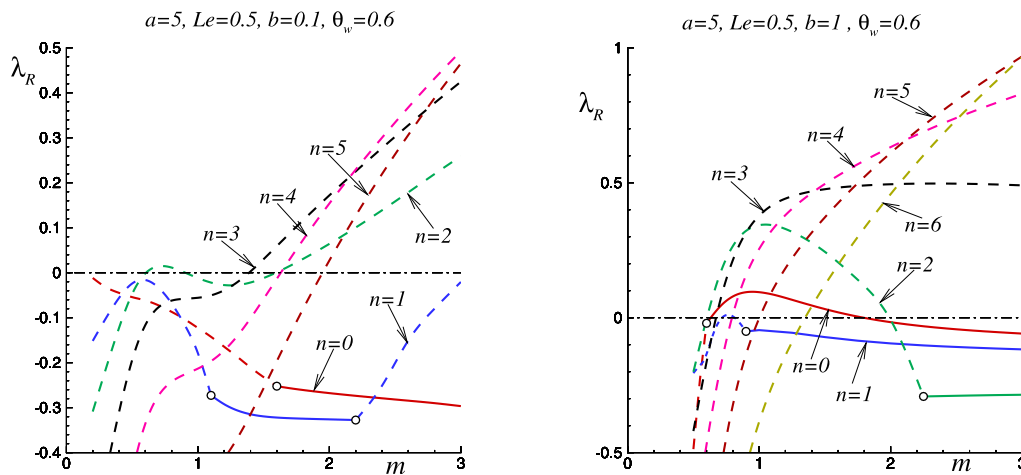 a=5, Le=0.5, b=0.1, θw=0.6
λR
0.5
0.4
0.3
0.2
0.1
0
-0.1
-0.2
-0.3
-0.4
n=5
n=4
n=3
n=2
n=1
n=0
0
1
2
m
3
a=5, Le=0.5, b=1 , θw=0.6
λR
1
0.5
0
-0.5
n=5
n=4
n=3
n=6
n=2
n=0
n=1
0
1
m
2
3